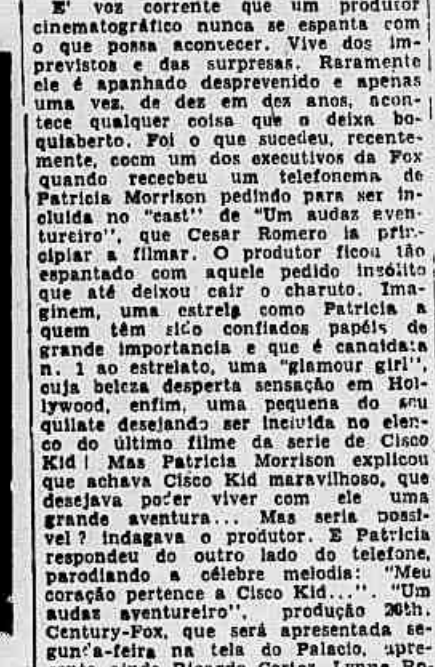 E' voz corrente que um produtor
cinematográfico nunca se espanta com
o que possa acontecer. Vive dos im-
previstos e das surpresas. Raramente
ele é apanhado desprevenido e apenas
uma vez, de dez em dez anos, acon-
tece qualquer coisa que o deixa bo-
quiaberto. Foi o que sucedeu, recente-
mente, cocm um dos executivos da Fox
quando rececbeu um telefonema de
Patricia Morrison pedindo para ser in-
cluida no "cast" de "Um audaz aven-
tureiro", que Cesar Romero ia prin-
cipiar a filmar. O produtor ficou tão
espantado com aquele pedido insólito
que até deixou cair o charuto. Ima-
ginem, uma estrela como Patricia a
quem têm sido confiados papéis de
grande importancia e que é candidata
n. 1 ao estrelato, uma "glamour girl",
cuja beleza desperta sensação em Hol-
lywood, enfim, uma pequena do seu
quilate desejando ser incluida no elen-
co do último filme da serie de Cisco
Kid! Mas Patricia Morrison explicou
que achava Cisco Kid maravilhoso, que
desejava poder viver com ele uma
grande aventura... Mas seria possi-
vel? indagava o produtor. E Patricia
respondeu do outro lado do telefone,
parodiando a célebre melodia: "Meu
coração pertence a Cisco Kid...". "Um
audaz aventureiro", produção 20th.
Century-Fox, que será apresentada se-
gunda-feira na tela do Palacio, apre-